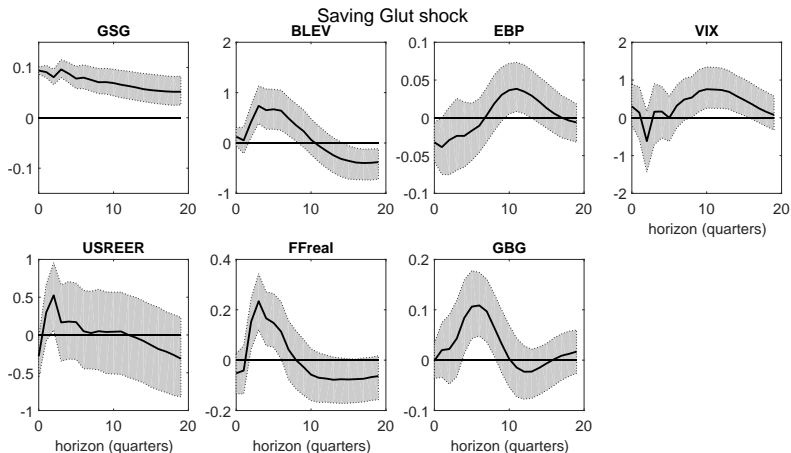 Saving Glut shock
GSG
0.1
0
-0.1
0 10 20
BLEV
2
1
0
-1
0 10 20
EBP
0.1
0.05
0
-0.05
-0.1
0 10 20
VIX
2
1
0
-1
-2
0 10 20
horizon (quarters)
USREER
1
0.5
0
-0.5
-1
0 10 20
horizon (quarters)
FFreal
0.4
0.2
0
-0.2
0 10 20
horizon (quarters)
GBG
0.2
0.1
0
-0.1
0 10 20
horizon (quarters)